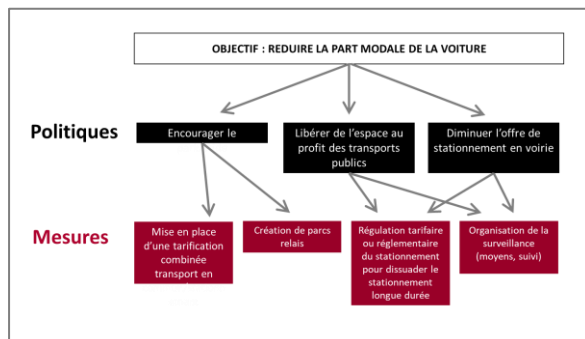 OBJECTIF : REDUIRE LA PART MODALE DE LA VOITURE
Politiques
Encourager le
Libérer de l'espace au
profit des transports
publics
Diminuer l'offre de
stationnement en voirie
Mesures
Mise en place
d'une tarification
combinée
transport en
Création de parcs
relais
Régulation tarifaire
ou réglementaire
du stationnement
pour dissuader le
stationnement
longue durée
Organisation de la
surveillance
(moyens, suivi)